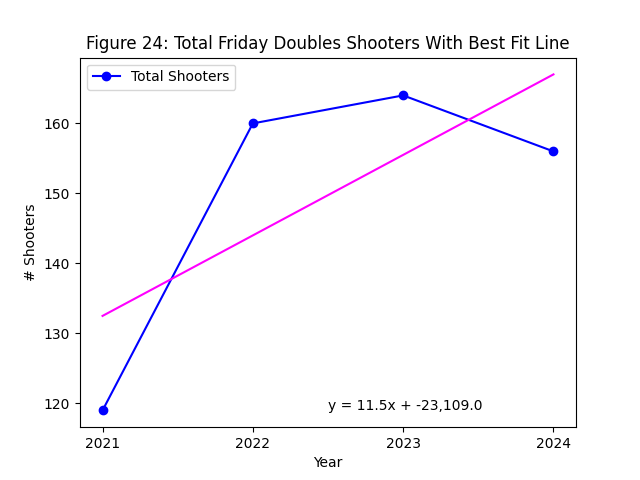 Figure 24: Total Friday Doubles Shooters With Best Fit Line
Total Shooters
# Shooters
160
150
140
130
120
y = 11.5x + -23,109.0
2021
2022
2023
2024
Year